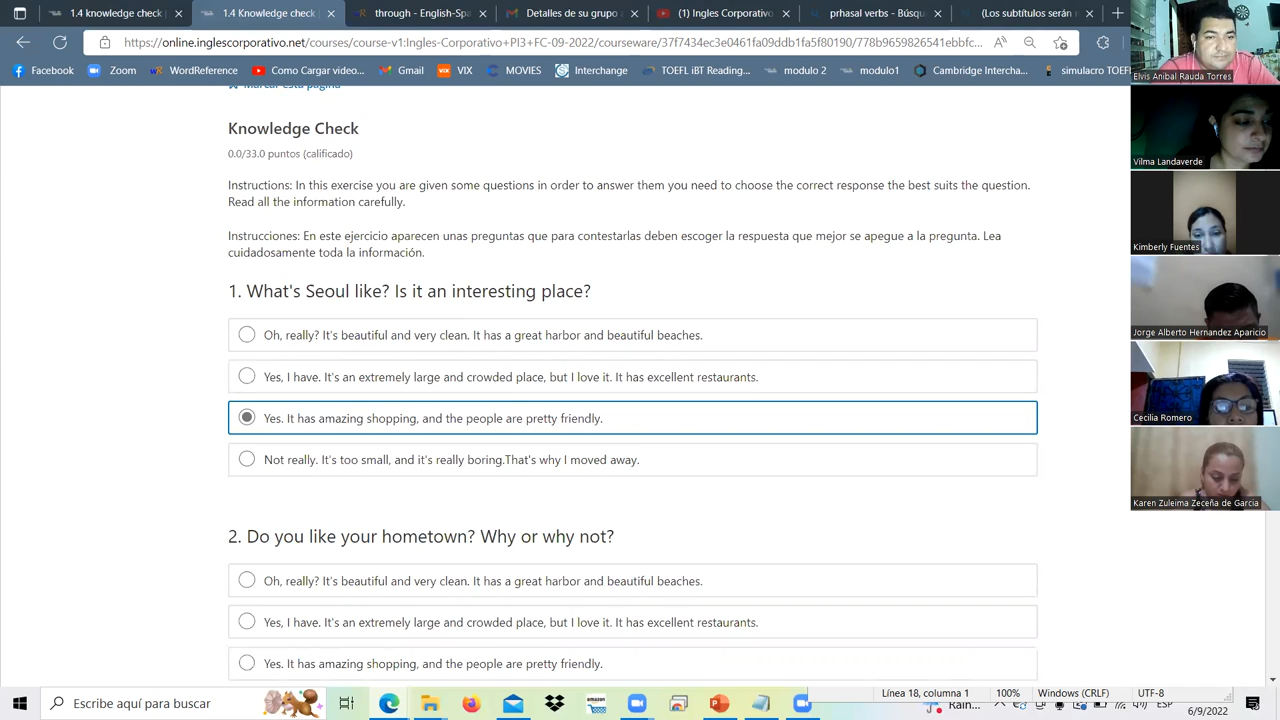 1.4 knowledge check
1.4 Knowledge Check
through - English-Spa
Detalles de su grupo
(1) Ingles Corporativo
prhasal verbs - Búsqu
(Los subtítulos serán
https://online.inglescorporativo.net/courses/course-v1:Ingles-Corporativo+PI3+FC-09-2022/courseware/37f7434ec3e0461fa09ddb1fa5f80190/778b9659826541ebbfc...
Facebook
Zoom
WordReference
Como Cargar video...
Gmail
VIX
MOVIES
Interchange
TOEFL iBT Reading...
modulo 2
modulo1
Cambridge Intercha...
simulacro TOEFL
Marcar esta página
Knowledge Check
0.0/33.0 puntos (calificado)
Instructions: In this exercise you are given some questions in order to answer them you need to choose the correct response the best suits the question.
Read all the information carefully.
Instrucciones: En este ejercicio aparecen unas preguntas que para contestarlas deben escoger la respuesta que mejor se apegue a la pregunta. Lea
cuidadosamente toda la información.
1. What's Seoul like? Is it an interesting place?
Oh, really? It's beautiful and very clean. It has a great harbor and beautiful beaches.
Yes, I have. It's an extremely large and crowded place, but I love it. It has excellent restaurants.
Yes. It has amazing shopping, and the people are pretty friendly.
Not really. It's too small, and it's really boring.That's why I moved away.
2. Do you like your hometown? Why or why not?
Oh, really? It's beautiful and very clean. It has a great harbor and beautiful beaches.
Yes, I have. It's an extremely large and crowded place, but I love it. It has excellent restaurants.
Yes. It has amazing shopping, and the people are pretty friendly.
Elvis Anibal Rauda Torres
Vilma Landaverde
Kimberly Fuentes
Jorge Alberto Hernandez Aparicio
Cecilia Romero
Karen Zuleima Zeceña de Garcia
Línea 18, columna 1
100%
Windows (CRLF)
UTF-8
Escribe aquí para buscar
Rain...
ESP
6/9/2022